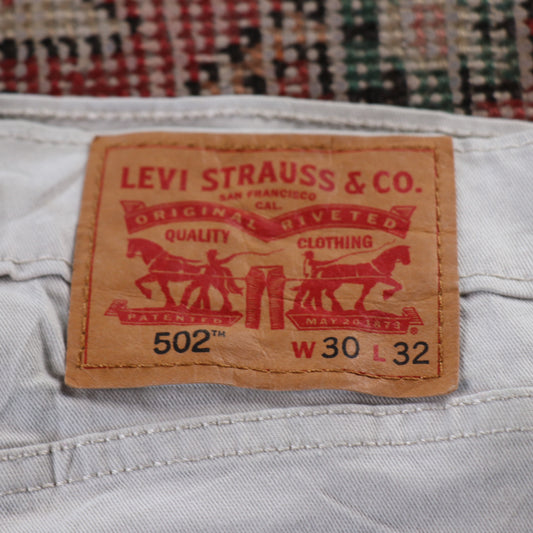 LEVI STRAUSS & CO.
SAN FRANCISCO
CAL.
ORIGINAL RIVETED
QUALITY CLOTHING
PATENTED MAY 20 1873 ®
502™ W 30 L 32